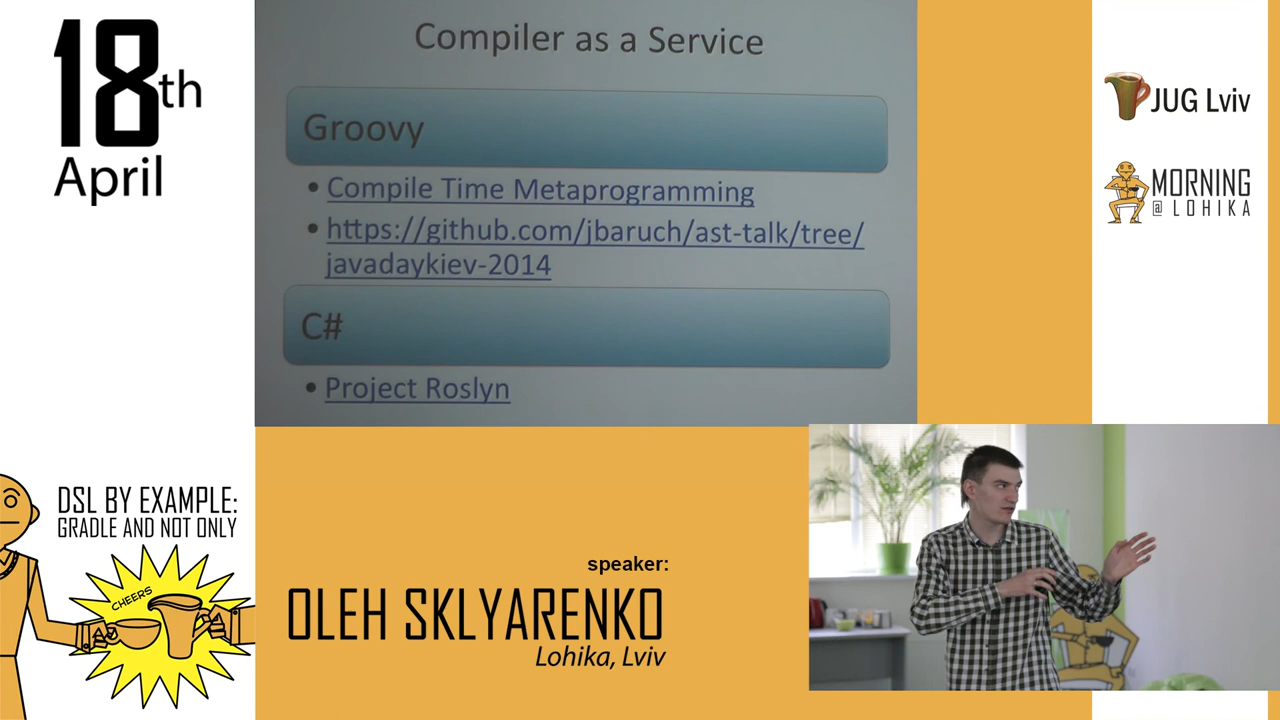 18th
April
Compiler as a Service
Groovy
• Compile Time Metaprogramming
• https://github.com/jbaruch/ast-talk/tree/
javadaykiev-2014
C#
• Project Roslyn
JUG Lviv
MORNING
@ LOHIKA
DSL BY EXAMPLE:
GRADLE AND NOT ONLY
CHEERS
speaker:
OLEH SKLYARENKO
Lohika, Lviv